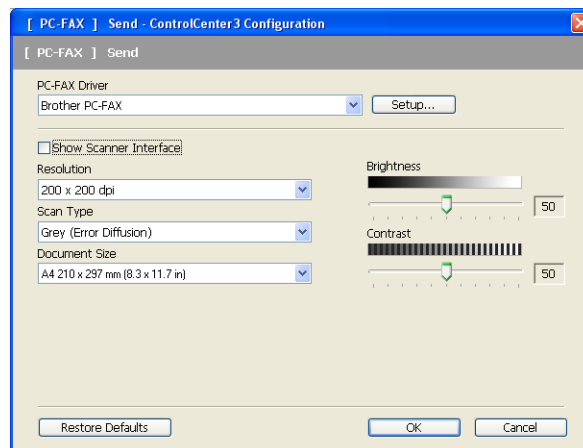 [ PC-FAX ] Send - ControlCenter3 Configuration
[ PC-FAX ] Send
PC-FAX Driver
Brother PC-FAX
Setup...
Show Scanner Interface
Resolution
200 x 200 dpi
Scan Type
Grey (Error Diffusion)
Document Size
A4 210 x 297 mm (8.3 x 11.7 in)
Brightness
50
Contrast
50
Restore Defaults
OK
Cancel